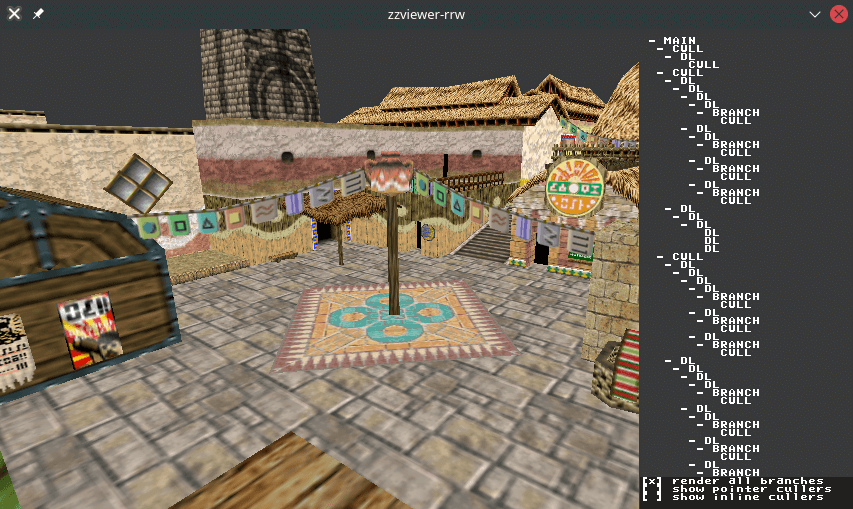 zzviewer-rrw
- MAIN
- CULL
- DL
CULL
- CULL
- DL
- DL
- DL
- DL
- BRANCH
CULL
- DL
- DL
- BRANCH
CULL
- DL
- BRANCH
CULL
- DL
- BRANCH
CULL
- DL
- DL
- DL
DL
DL
DL
- CULL
- DL
- DL
- DL
- DL
- BRANCH
CULL
- DL
- BRANCH
CULL
- DL
- BRANCH
CULL
- DL
- DL
- DL
- DL
- BRANCH
CULL
- DL
- DL
- BRANCH
CULL
- DL
- BRANCH
CULL
- DL
- BRANCH
[x] render all branches
[ ] show pointer cullers
[ ] show inline cullers